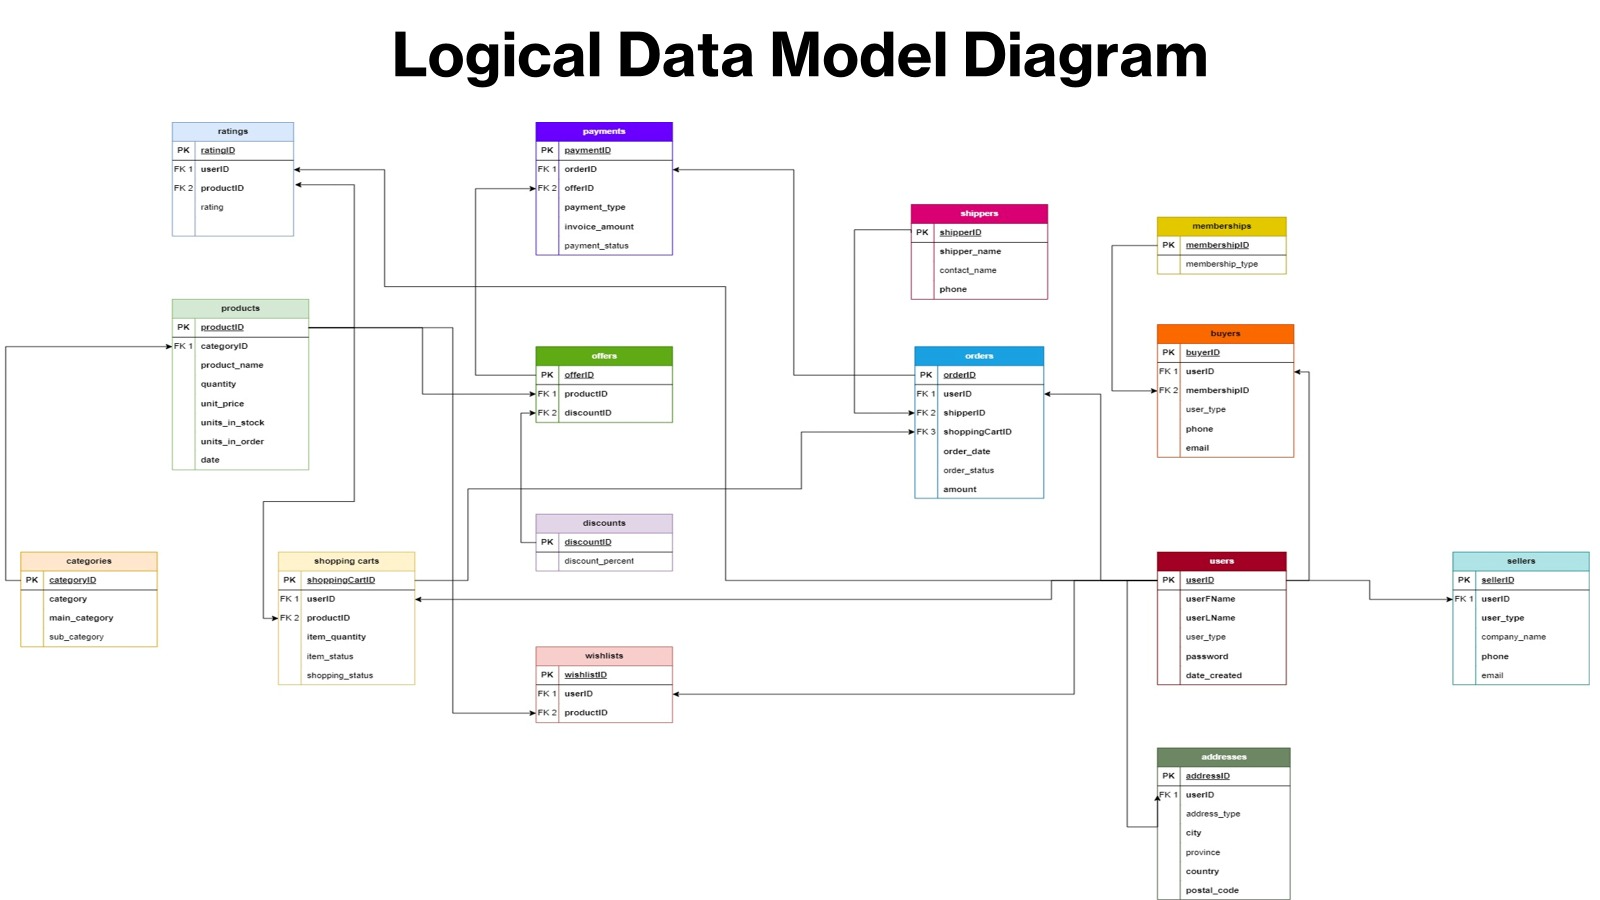 Logical Data Model Diagram
ratings
PK ratingID
FK 1 userID
FK 2 productID
rating
payments
PK paymentID
FK 1 orderID
FK 2 offerID
payment_type
invoice_amount
payment_status
shippers
PK shipperID
shipper_name
contact_name
phone
memberships
PK membershipID
membership_type
products
PK productID
FK 1 categoryID
product_name
quantity
unit_price
units_in_stock
units_in_order
date
offers
PK offerID
FK 1 productID
FK 2 discountID
orders
PK orderID
FK 1 userID
FK 2 shipperID
FK 3 shoppingCartID
order_date
order_status
amount
buyers
PK buyerID
FK 1 userID
FK 2 membershipID
user_type
phone
email
categories
PK categoryID
category
main_category
sub_category
shopping carts
PK shoppingCartID
FK 1 userID
FK 2 productID
item_quantity
item_status
shopping_status
discounts
PK discountID
discount_percent
wishlists
PK wishlistID
FK 1 userID
FK 2 productID
users
PK userID
userFName
userLName
user_type
password
date_created
sellers
PK sellerID
FK 1 userID
user_type
company_name
phone
email
addresses
PK addressID
FK 1 userID
address_type
city
province
country
postal_code